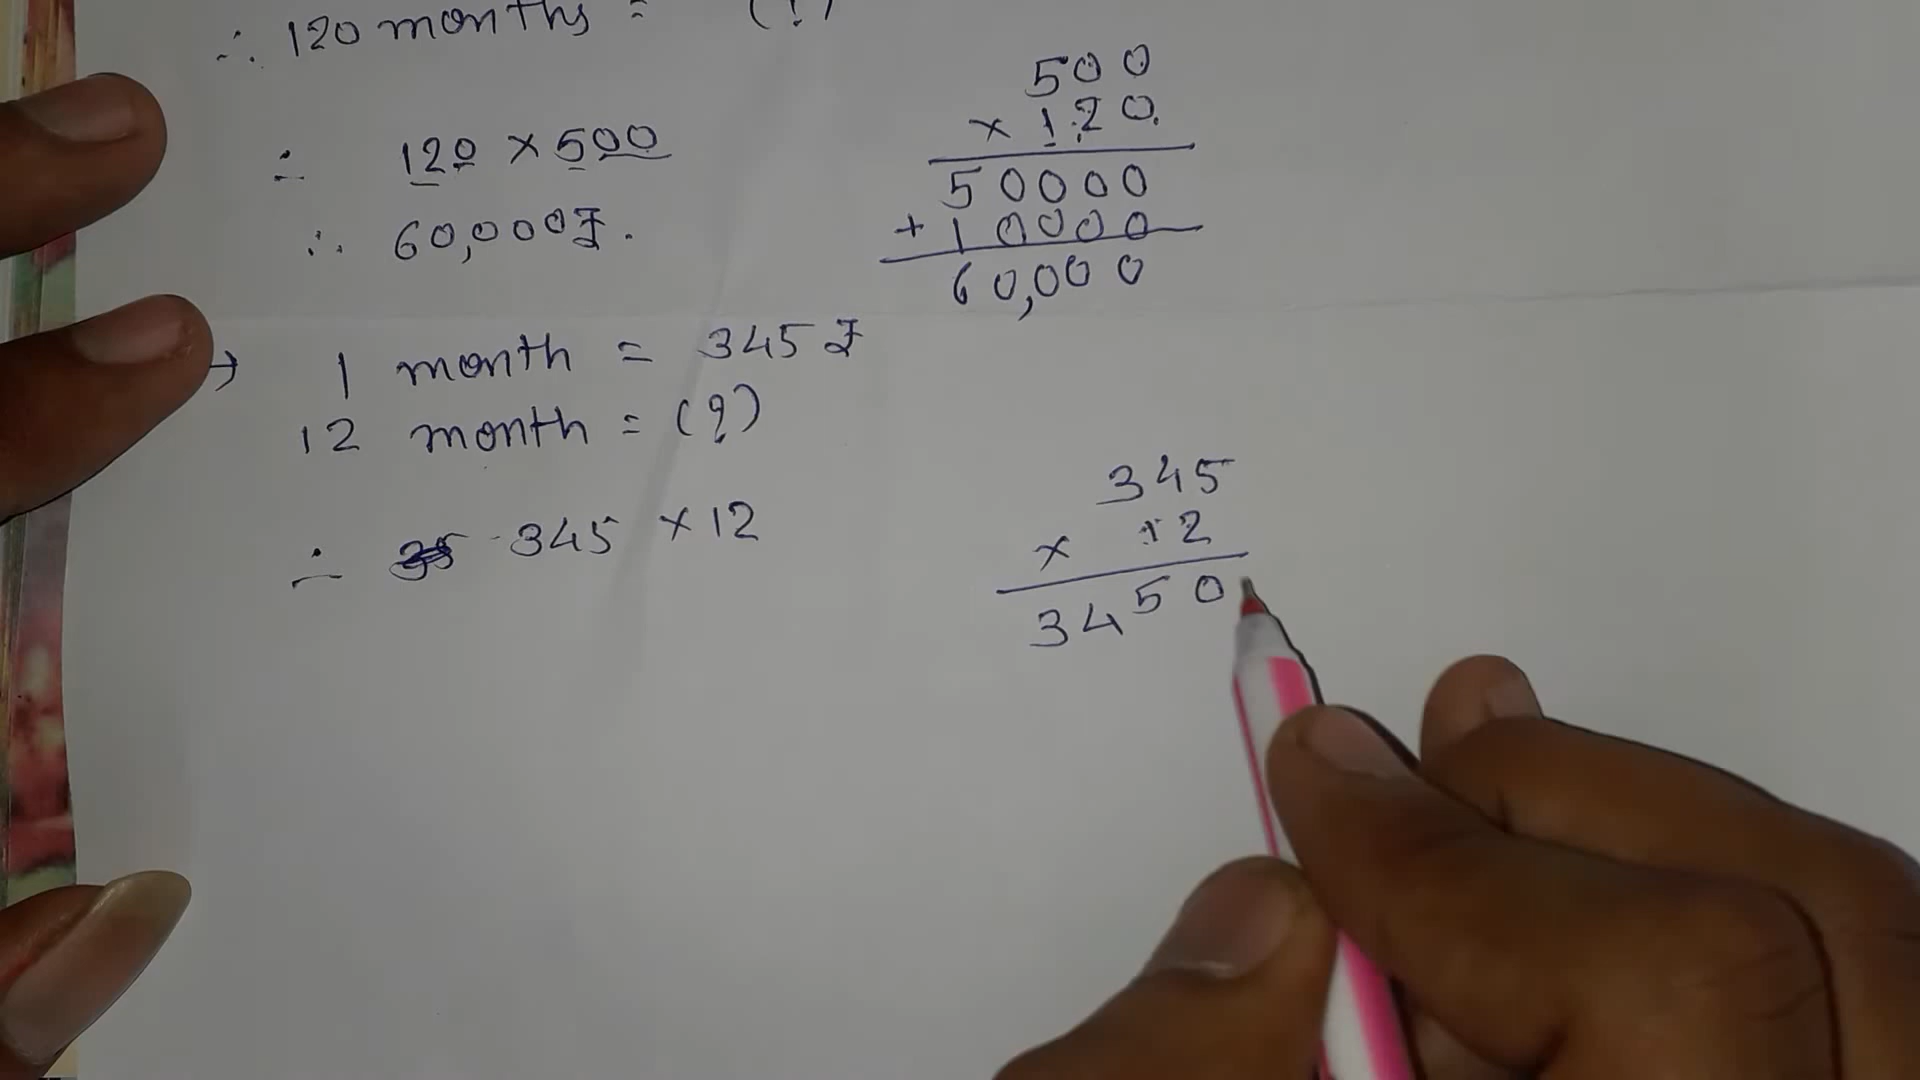 ∴ 120 months = (?)
∴ 120 × 500
∴ 60,000₹.
500
× 120
50000
+ 10000
60,000
→ 1 month = 345 ₹
12 month = (?)
∴ 345 × 12
345
× 12
3450